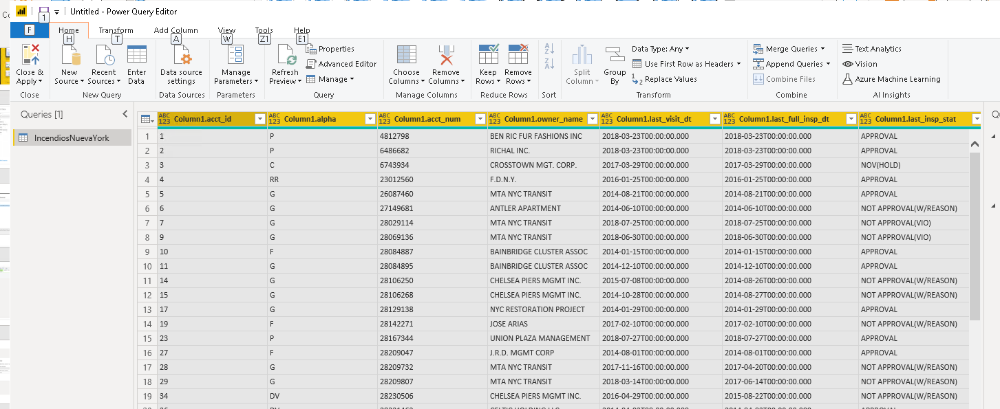 Untitled - Power Query Editor
1
F Home Transform Add Column View Tools Help
H T A W Z1 E1
Close & Apply
New Source
Recent Sources
Enter Data
Data source settings
Manage Parameters
Refresh Preview
Properties
Advanced Editor
Manage
Choose Columns
Remove Columns
Keep Rows
Remove Rows
Split Column
Group By
Data Type: Any
Use First Row as Headers
Replace Values
Merge Queries
Append Queries
Combine Files
Text Analytics
Vision
Azure Machine Learning
Close New Query Data Sources Parameters Query Manage Columns Reduce Rows Sort Transform Combine AI Insights
Queries [1]
IncendiosNuevaYork
ABC 123 Column1.acct_id ABC 123 Column1.alpha ABC 123 Column1.acct_num ABC 123 Column1.owner_name ABC 123 Column1.last_visit_dt ABC 123 Column1.last_full_insp_dt ABC 123 Column1.last_insp_stat
1 1 P 4812798 BEN RIC FUR FASHIONS INC 2018-03-23T00:00:00.000 2018-03-23T00:00:00.000 APPROVAL
2 2 P 6486682 RICHAL INC. 2018-03-23T00:00:00.000 2018-03-23T00:00:00.000 APPROVAL
3 3 C 6743934 CROSSTOWN MGT. CORP. 2017-03-29T00:00:00.000 2017-03-29T00:00:00.000 NOV(HOLD)
4 4 RR 23012560 F.D.N.Y. 2016-01-25T00:00:00.000 2016-01-25T00:00:00.000 APPROVAL
5 5 G 26087460 MTA NYC TRANSIT 2014-08-21T00:00:00.000 2014-08-21T00:00:00.000 APPROVAL
6 6 G 27149681 ANTLER APARTMENT 2014-06-10T00:00:00.000 2014-06-10T00:00:00.000 NOT APPROVAL(W/REASON)
7 7 G 28029114 MTA NYC TRANSIT 2018-07-25T00:00:00.000 2018-07-25T00:00:00.000 NOT APPROVAL(VIO)
8 9 G 28069136 MTA NYC TRANSIT 2018-06-30T00:00:00.000 2018-06-30T00:00:00.000 NOT APPROVAL(VIO)
9 10 F 28084887 BAINBRIDGE CLUSTER ASSOC 2014-01-15T00:00:00.000 2014-01-15T00:00:00.000 APPROVAL
10 11 G 28084895 BAINBRIDGE CLUSTER ASSOC 2014-12-10T00:00:00.000 2014-12-10T00:00:00.000 APPROVAL
11 14 G 28106250 CHELSEA PIERS MGMT INC. 2015-07-08T00:00:00.000 2014-08-26T00:00:00.000 NOT APPROVAL(W/REASON)
12 15 G 28106268 CHELSEA PIERS MGMT INC. 2014-10-28T00:00:00.000 2014-08-27T00:00:00.000 NOT APPROVAL(W/REASON)
13 17 G 28129138 NYC RESTORATION PROJECT 2014-01-29T00:00:00.000 2014-01-29T00:00:00.000 APPROVAL
14 19 F 28142271 JOSE ARIAS 2017-02-10T00:00:00.000 2017-02-10T00:00:00.000 NOT APPROVAL(W/REASON)
15 23 P 28167344 UNION PLAZA MANAGEMENT 2018-07-27T00:00:00.000 2018-07-27T00:00:00.000 APPROVAL
16 27 F 28209047 J.R.D. MGMT CORP 2014-08-01T00:00:00.000 2014-08-01T00:00:00.000 APPROVAL
17 28 G 28209732 MTA NYC TRANSIT 2017-11-16T00:00:00.000 2017-04-20T00:00:00.000 NOT APPROVAL(W/REASON)
18 29 G 28209807 MTA NYC TRANSIT 2018-03-14T00:00:00.000 2017-06-14T00:00:00.000 NOT APPROVAL(W/REASON)
19 34 DV 28230506 CHELSEA PIERS MGMT INC. 2016-04-29T00:00:00.000 2015-08-22T00:00:00.000 NOT APPROVAL(W/REASON)